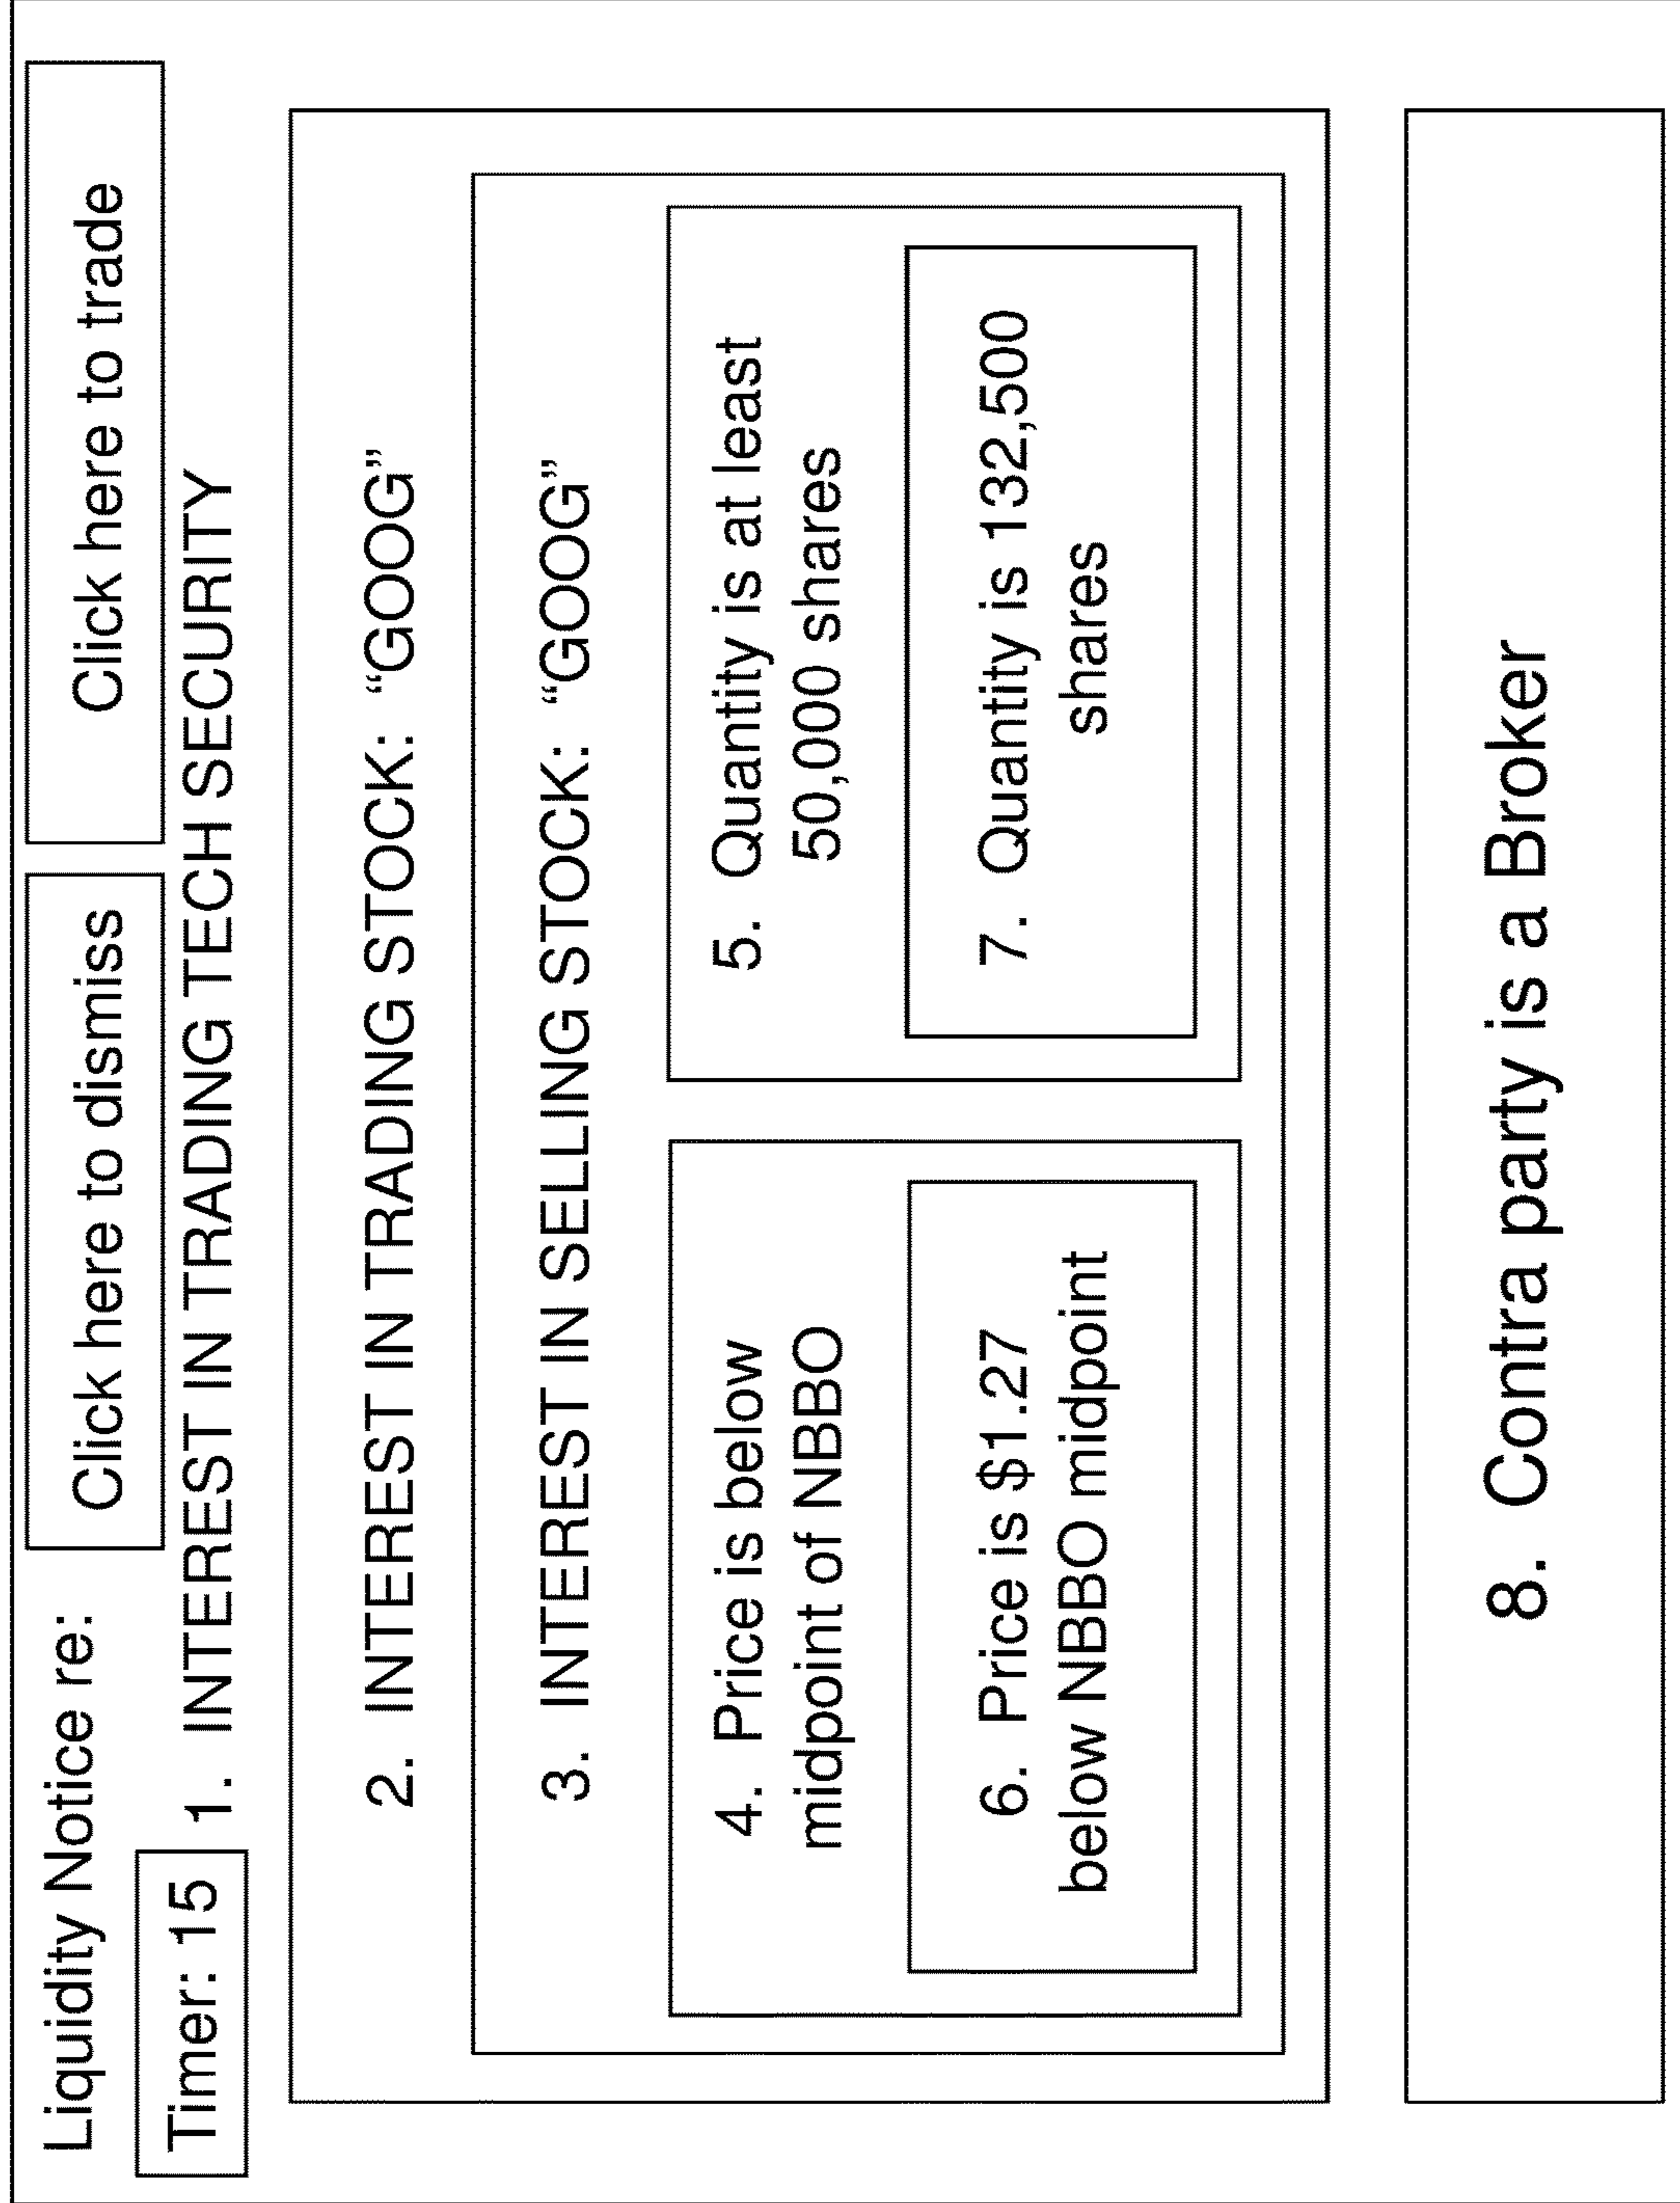 Liquidity Notice re:
Click here to dismiss
Click here to trade
Timer: 15
1. INTEREST IN TRADING TECH SECURITY
2. INTEREST IN TRADING STOCK: “GOOG”
3. INTEREST IN SELLING STOCK: “GOOG”
4. Price is below
midpoint of NBBO
6. Price is $1.27
below NBBO midpoint
5. Quantity is at least
50,000 shares
7. Quantity is 132,500
shares
8. Contra party is a Broker